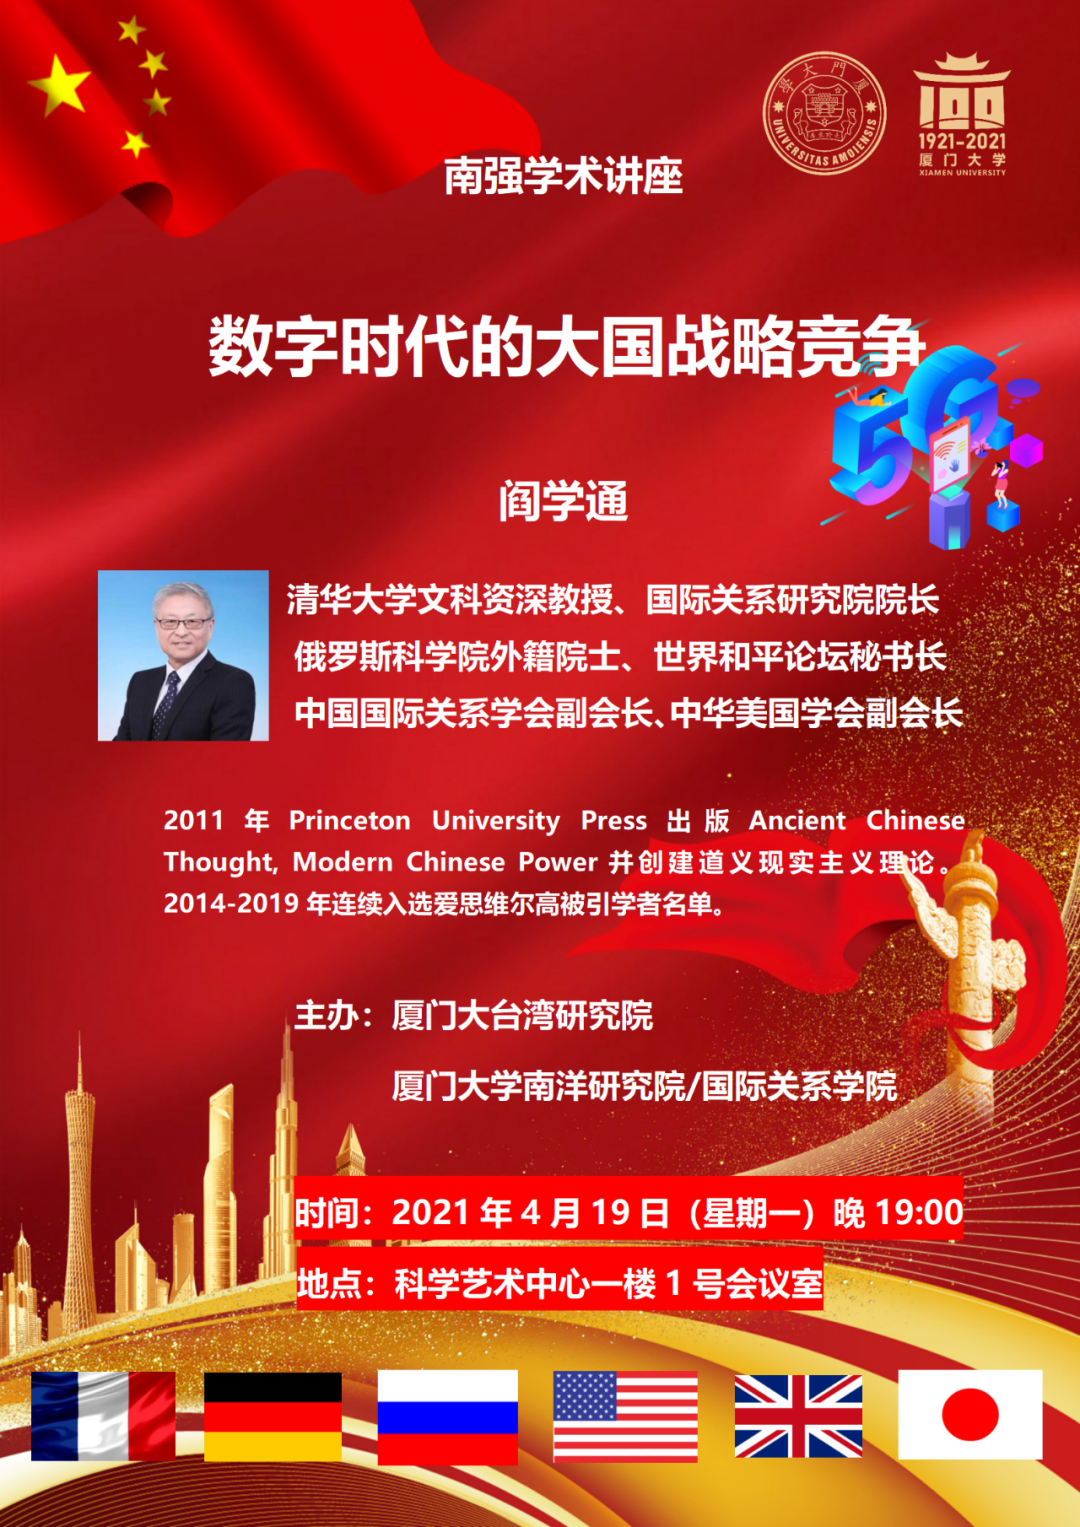 學大門廈
UNIVERSITAS AMOIENSIS
100
1921-2021
厦门大学
XIAMEN UNIVERSITY
南强学术讲座
数字时代的大国战略竞争
5G
阎学通
清华大学文科资深教授、国际关系研究院院长
俄罗斯科学院外籍院士、世界和平论坛秘书长
中国国际关系学会副会长、中华美国学会副会长
2011 年 Princeton University Press 出版 Ancient Chinese
Thought, Modern Chinese Power 并创建道义现实主义理论。
2014-2019 年连续入选爱思维尔高被引学者名单。
主办：厦门大台湾研究院
厦门大学南洋研究院/国际关系学院
时间：2021 年 4 月 19 日（星期一）晚 19:00
地点：科学艺术中心一楼 1 号会议室